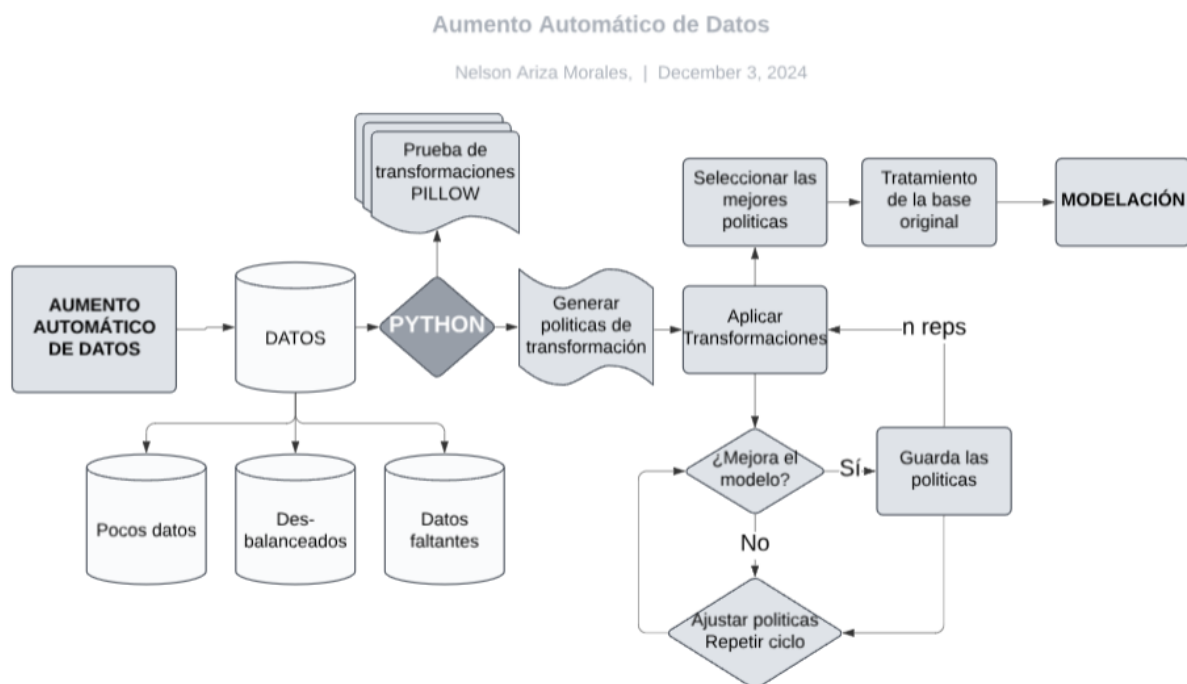 Aumento Automático de Datos
Nelson Ariza Morales, | December 3, 2024
Prueba de
transformaciones
PILLOW
Seleccionar las
mejores
politicas
Tratamiento
de la base
original
MODELACIÓN
AUMENTO
AUTOMÁTICO
DE DATOS
DATOS
PYTHON
Generar
politicas de
transformación
Aplicar
Transformaciones
n reps
¿Mejora el
modelo?
Sí
Guarda las
politicas
Pocos datos
Des-
balanceados
Datos
faltantes
No
Ajustar politicas
Repetir ciclo